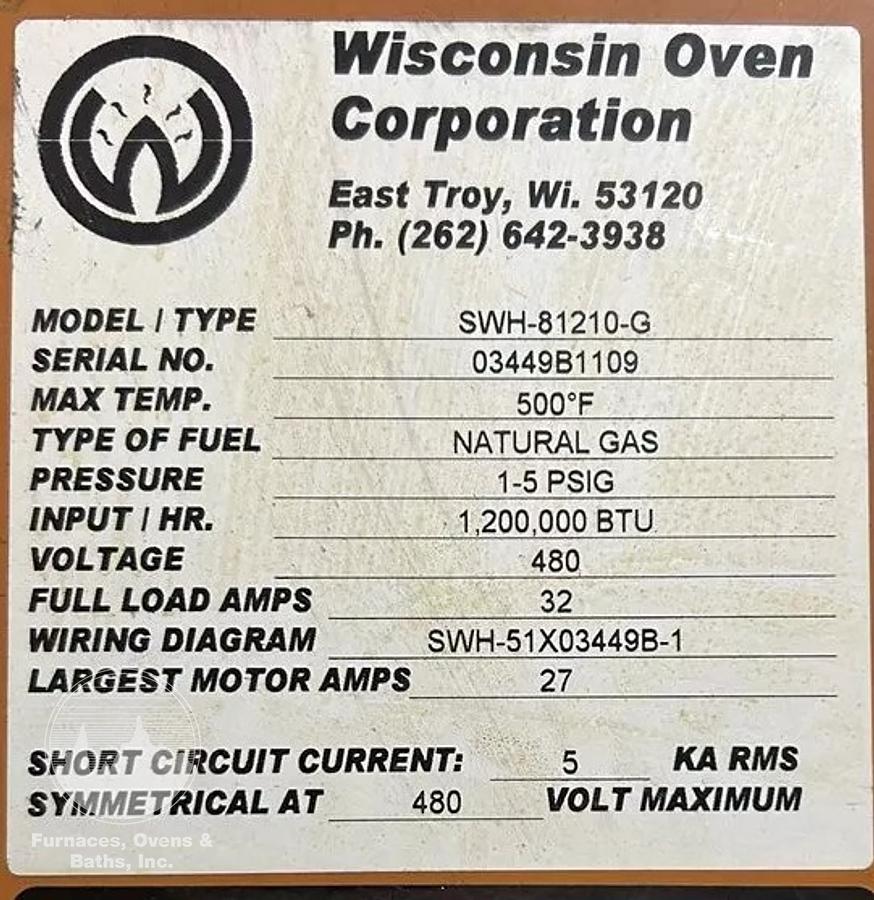 Wisconsin Oven
Corporation
East Troy, Wi. 53120
Ph. (262) 642-3938
MODEL / TYPE SWH-81210-G
SERIAL NO. 03449B1109
MAX TEMP. 500°F
TYPE OF FUEL NATURAL GAS
PRESSURE 1-5 PSIG
INPUT / HR. 1,200,000 BTU
VOLTAGE 480
FULL LOAD AMPS 32
WIRING DIAGRAM SWH-51X03449B-1
LARGEST MOTOR AMPS 27
SHORT CIRCUIT CURRENT: 5 KA RMS
SYMMETRICAL AT 480 VOLT MAXIMUM
Furnaces, Ovens &
Baths, Inc.